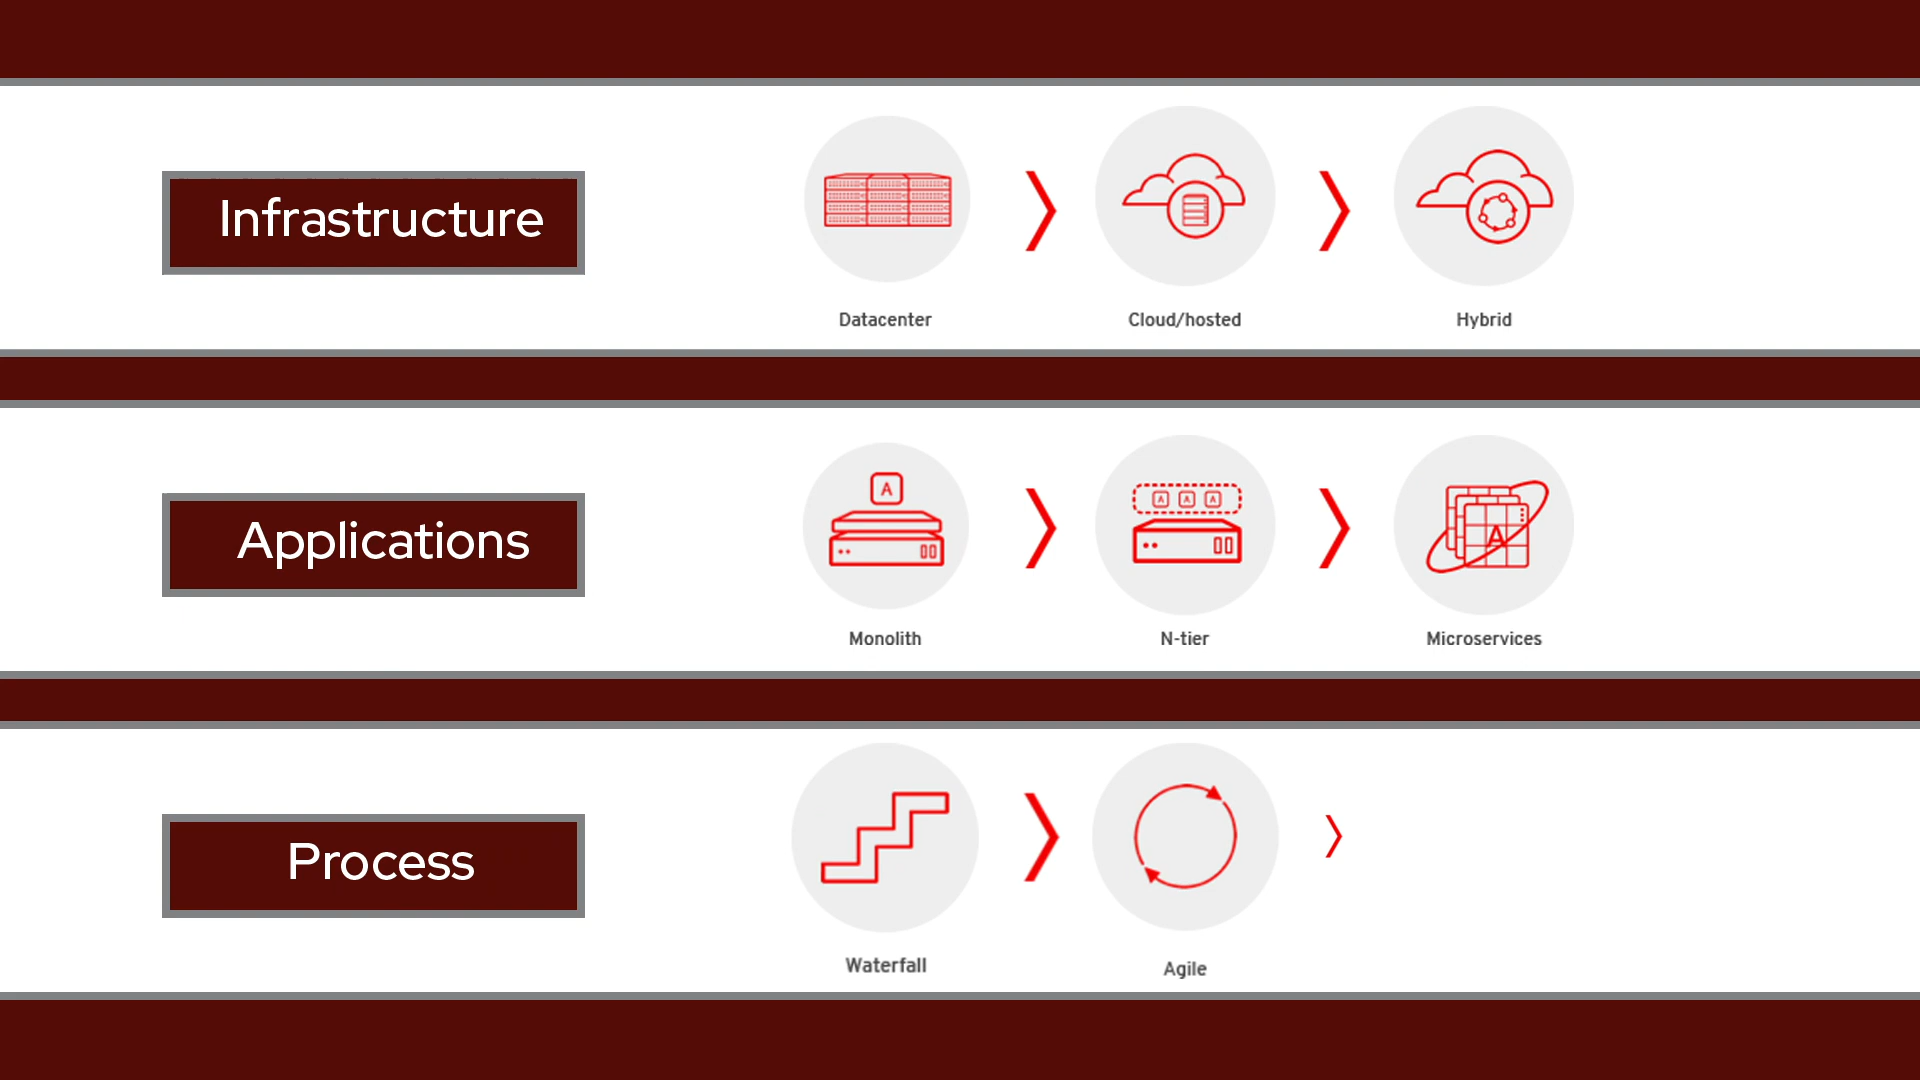 Infrastructure
Datacenter
Cloud/hosted
Hybrid
Applications
A
A A A
A
Monolith
N-tier
Microservices
Process
Waterfall
Agile